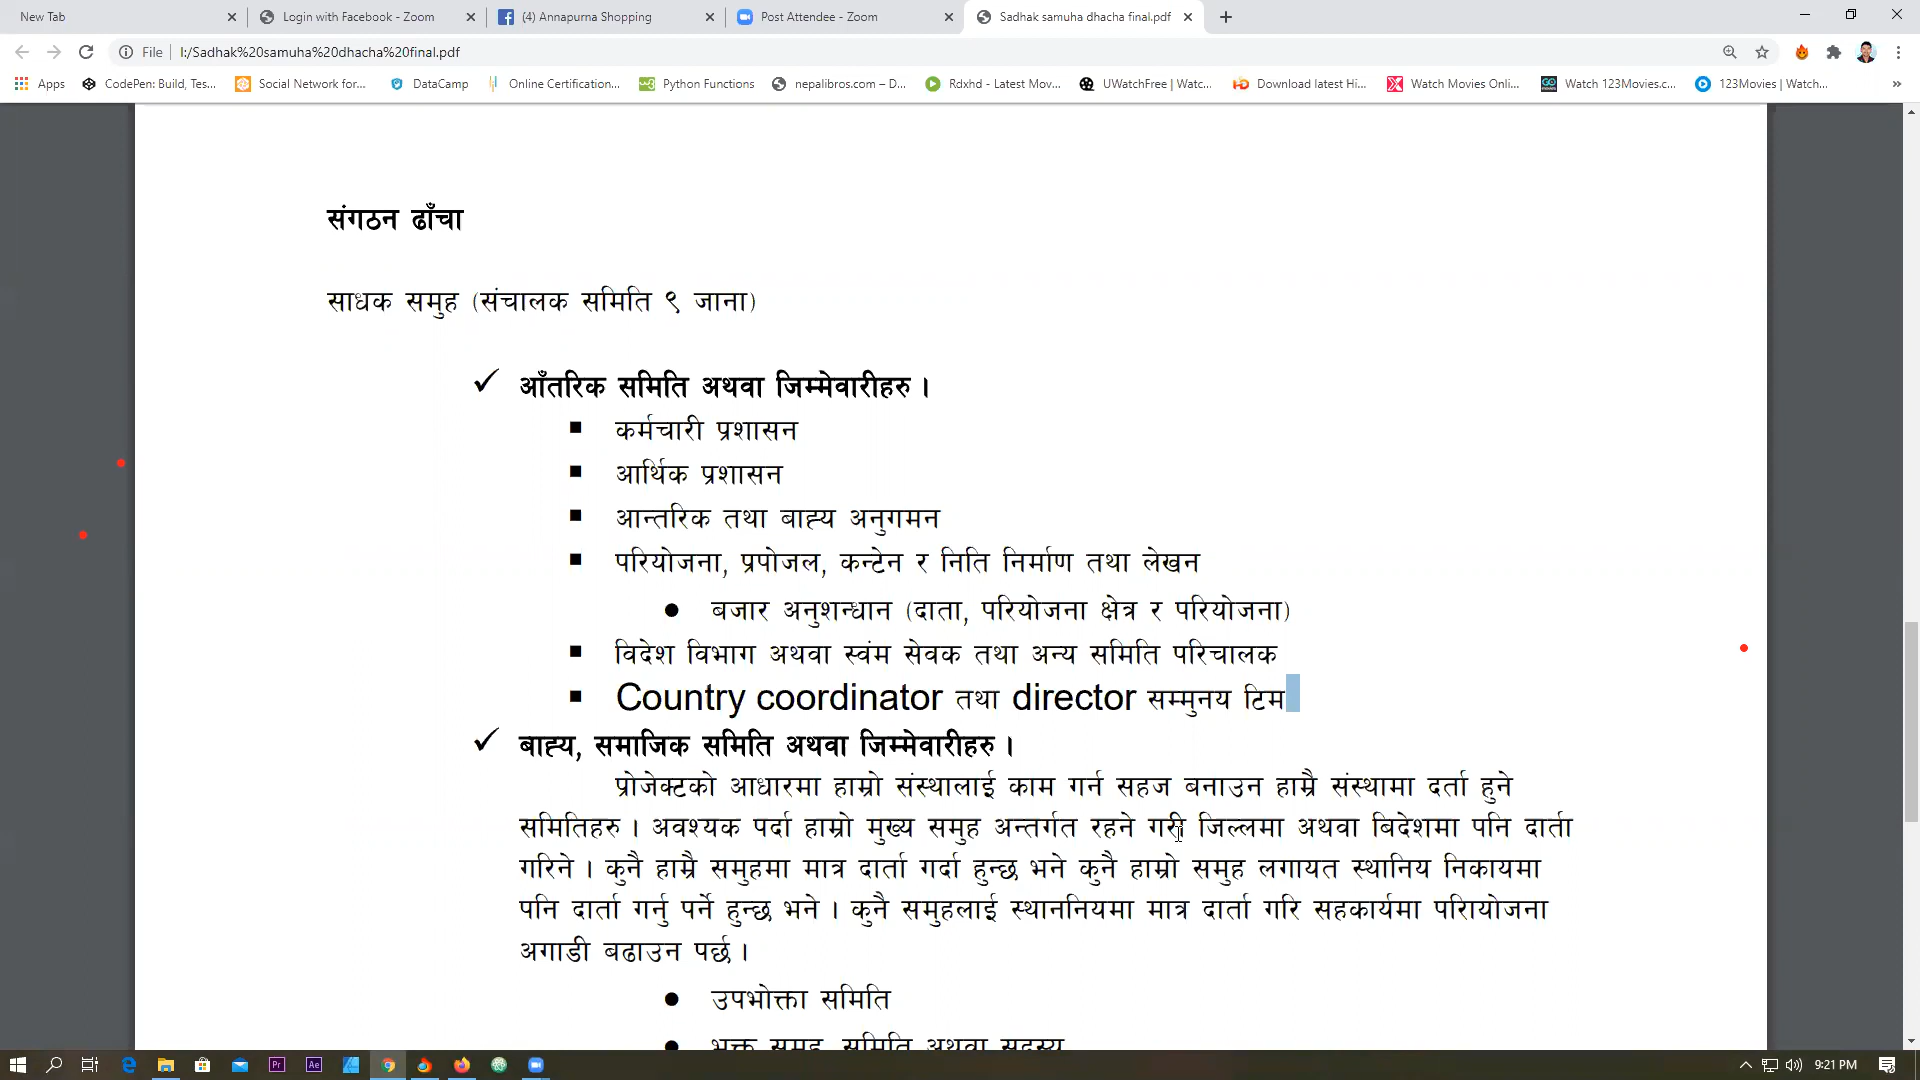 New Tab
Login with Facebook - Zoom
(4) Annapurna Shopping
Post Attendee - Zoom
Sadhak samuha dhacha final.pdf
File
I:/Sadhak%20samuha%20dhacha%20final.pdf
Apps
CodePen: Build, Tes...
Social Network for...
DataCamp
Online Certification...
Python Functions
nepalibros.com – D...
Rdxhd - Latest Mov...
UWatchFree | Watc...
Download latest Hi...
Watch Movies Onli...
Watch 123Movies.c...
123Movies | Watch...
संगठन ढाँचा
साधक समुह (संचालक समिति ९ जाना)
✓ आँतरिक समिति अथवा जिम्मेवारीहरु ।
▪ कर्मचारी प्रशासन
▪ आर्थिक प्रशासन
▪ आन्तरिक तथा बाह्य अनुगमन
▪ परियोजना, प्रपोजल, कन्टेन र निति निर्माण तथा लेखन
● बजार अनुशन्धान (दाता, परियोजना क्षेत्र र परियोजना)
▪ विदेश विभाग अथवा स्वंम सेवक तथा अन्य समिति परिचालक
▪ Country coordinator तथा director सम्मुनय टिम
✓ बाह्य, समाजिक समिति अथवा जिम्मेवारीहरु ।
प्रोजेक्टको आधारमा हाम्रो संस्थालाई काम गर्न सहज बनाउन हाम्रै संस्थामा दर्ता हुने
समितिहरु । अवश्यक पर्दा हाम्रो मुख्य समुह अन्तर्गत रहने गरी जिल्लमा अथवा बिदेशमा पनि दार्ता
गरिने । कुनै हाम्रै समुहमा मात्र दार्ता गर्दा हुन्छ भने कुनै हाम्रो समुह लगायत स्थानिय निकायमा
पनि दार्ता गर्नु पर्ने हुन्छ भने । कुनै समुहलाई स्थाननियमा मात्र दार्ता गरि सहकार्यमा परिायोजना
अगाडी बढाउन पर्छ ।
● उपभोक्ता समिति
● भक्त समुह, समिति अथवा सदस्य
9:21 PM